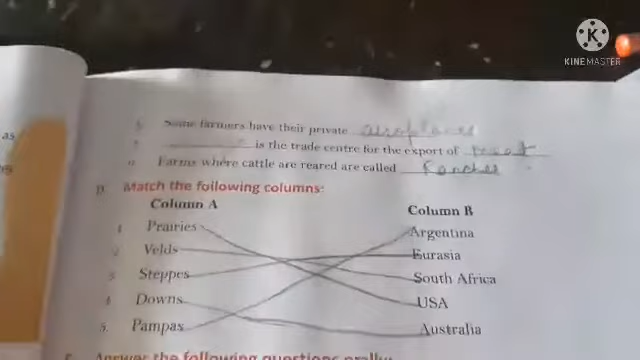 K
KINEMASTER
as
Some farmers have their private aeroplanes
is the trade centre for the export of
Farms where cattle are reared are called Ranches
Match the following columns:
Column A
Column B
1. Prairies
Argentina
2. Velds
Eurasia
3. Steppes
South Africa
4. Downs
USA
5. Pampas
Australia
Answer the following questions orally: